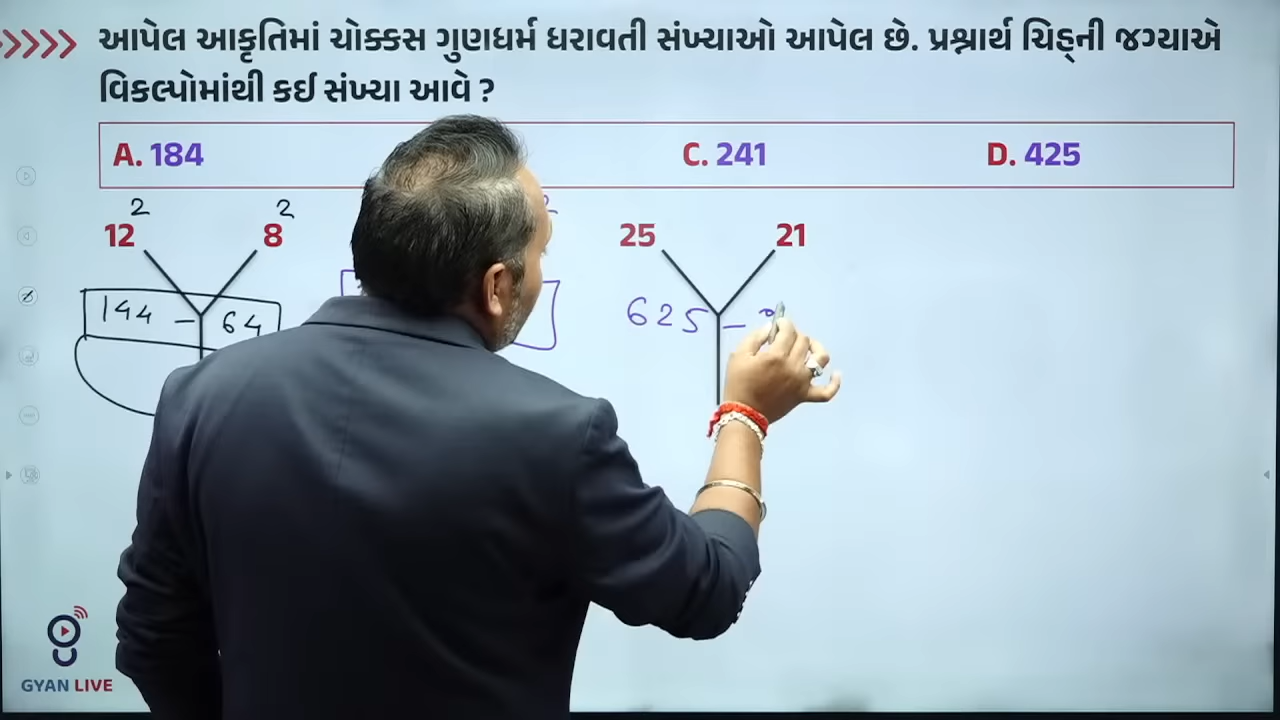 આપેલ આકૃતિમાં ચોક્કસ ગુણધર્મ ધરાવતી સંખ્યાઓ આપેલ છે. પ્રશ્નાર્થ ચિહ્નની જગ્યાએ
વિકલ્પોમાંથી કઈ સંખ્યા આવે ?
A. 184 C. 241 D. 425
2 2 2
12 8 25 21
144 – 64 625 –
GYAN LIVE